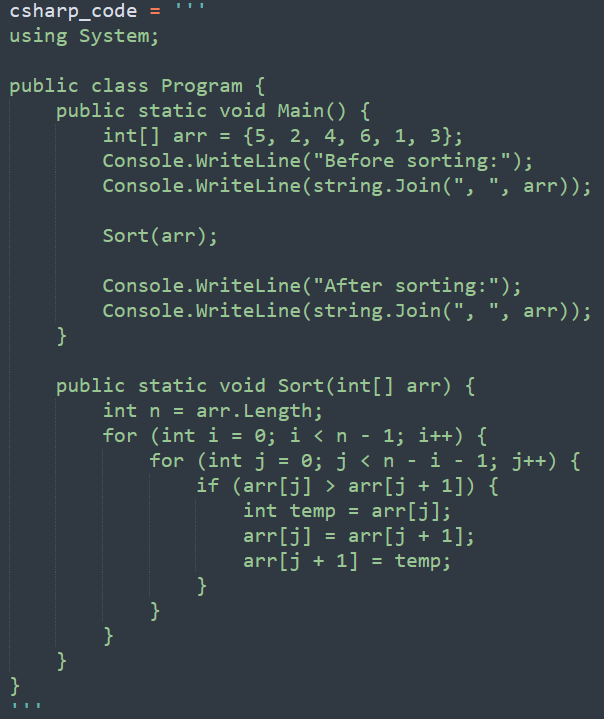 csharp_code = '''
using System;

public class Program {
    public static void Main() {
        int[] arr = {5, 2, 4, 6, 1, 3};
        Console.WriteLine("Before sorting:");
        Console.WriteLine(string.Join(", ", arr));

        Sort(arr);

        Console.WriteLine("After sorting:");
        Console.WriteLine(string.Join(", ", arr));
    }

    public static void Sort(int[] arr) {
        int n = arr.Length;
        for (int i = 0; i < n - 1; i++) {
            for (int j = 0; j < n - i - 1; j++) {
                if (arr[j] > arr[j + 1]) {
                    int temp = arr[j];
                    arr[j] = arr[j + 1];
                    arr[j + 1] = temp;
                }
            }
        }
    }
}
'''